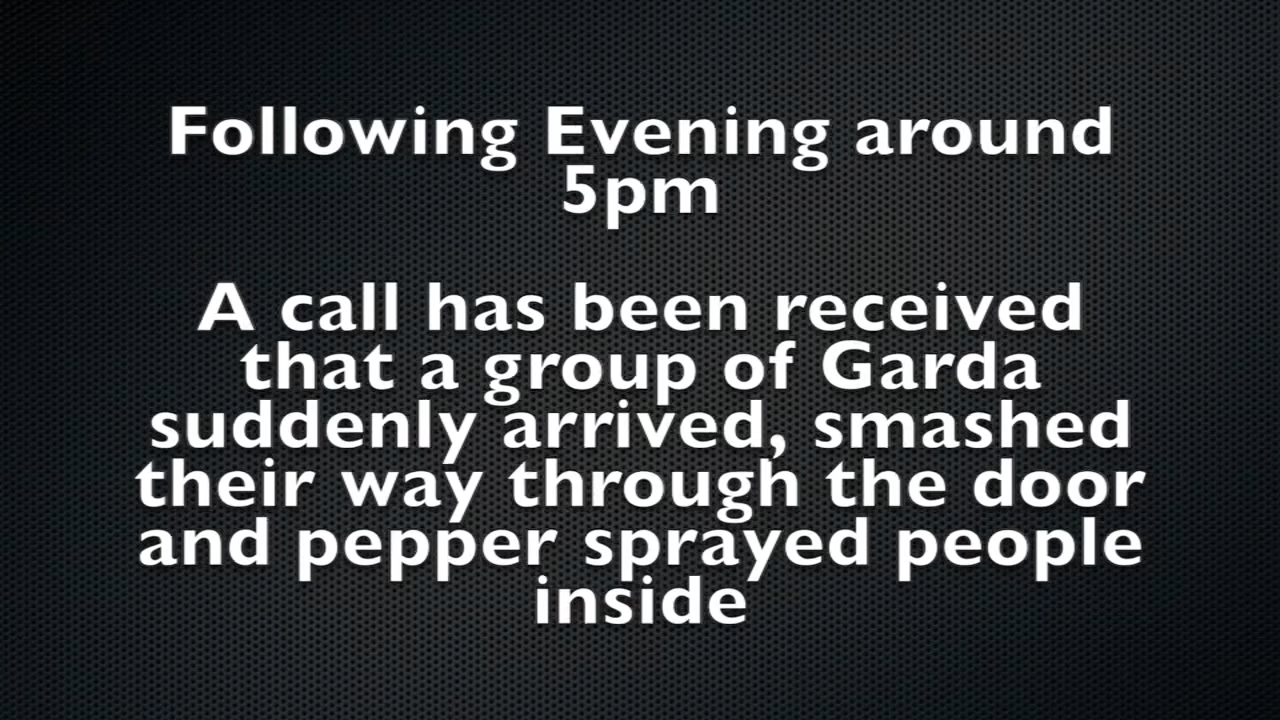 Following Evening around
5pm
A call has been received
that a group of Garda
suddenly arrived, smashed
their way through the door
and pepper sprayed people
inside